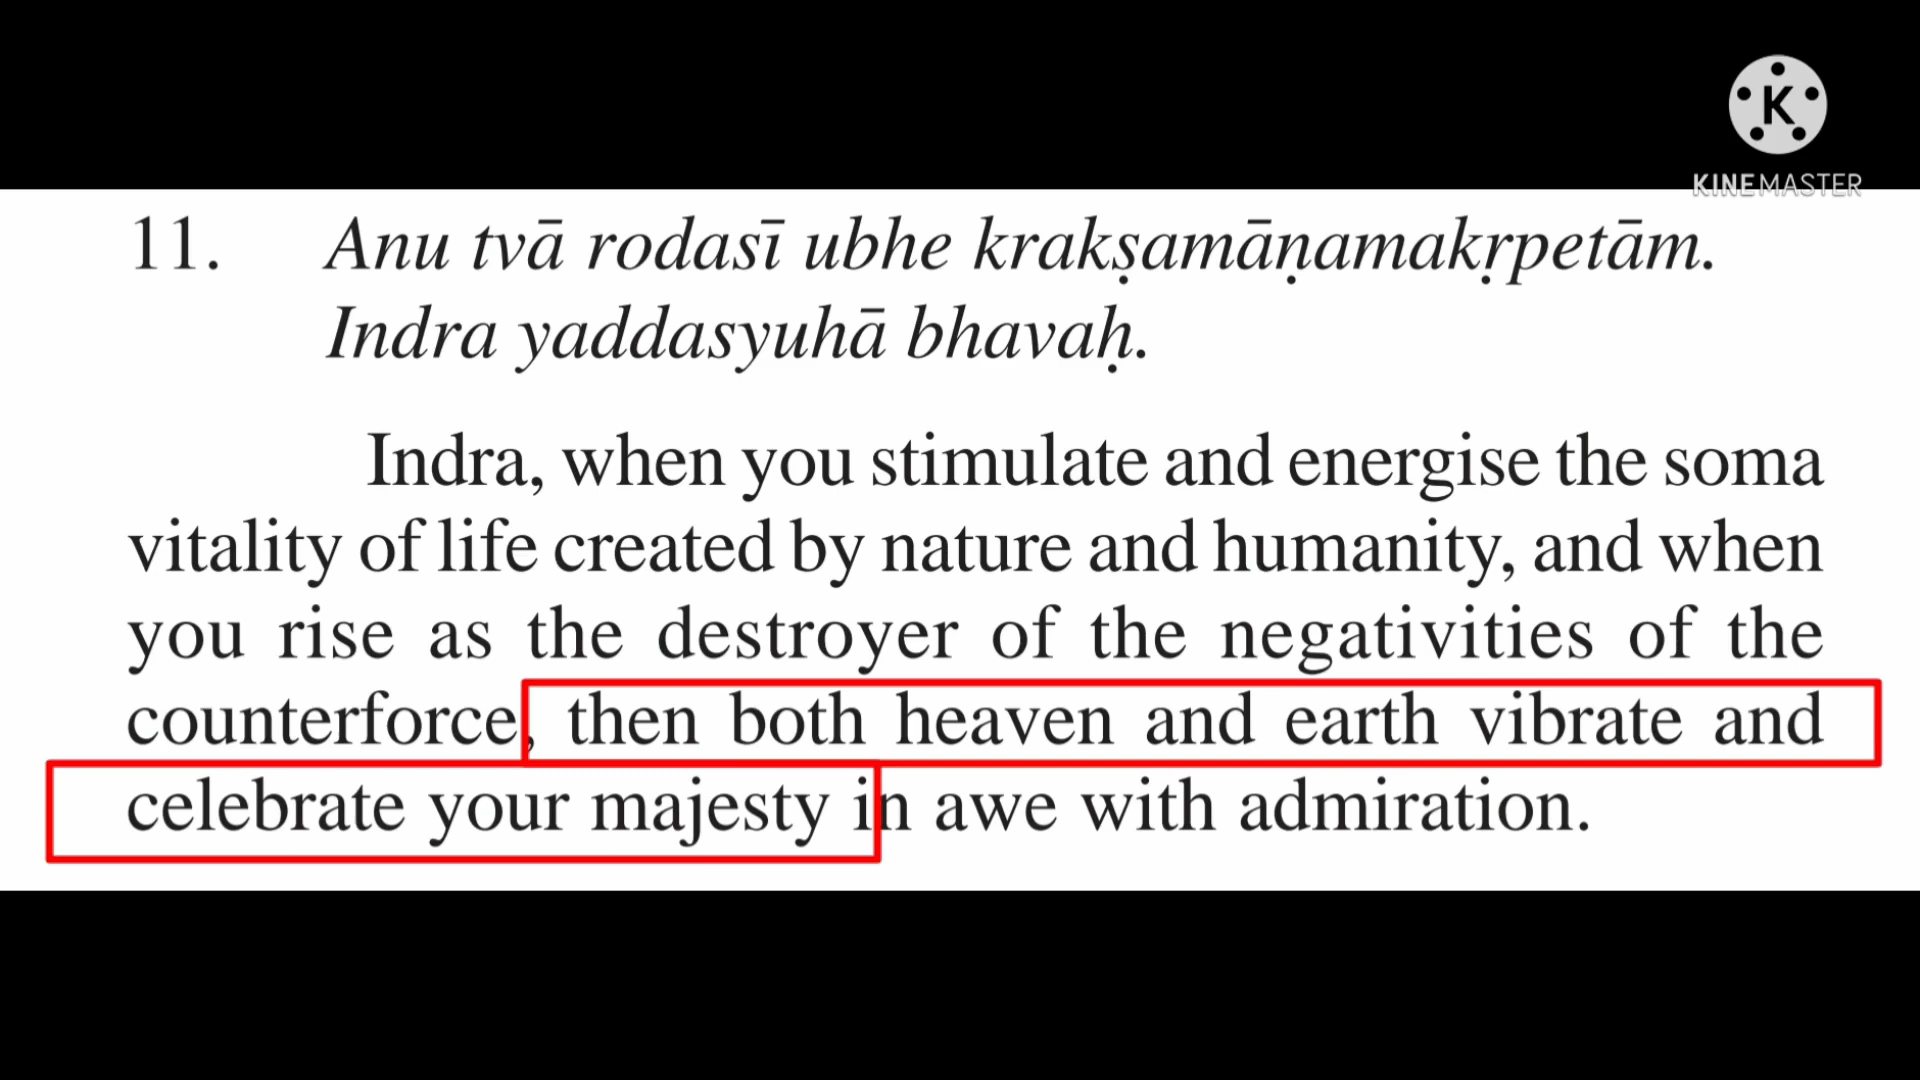 K
KINEMASTER
11. Anu tvā rodasī ubhe krakṣamāṇamakṛpetām.
Indra yaddasyuhā bhavaḥ.
Indra, when you stimulate and energise the soma
vitality of life created by nature and humanity, and when
you rise as the destroyer of the negativities of the
counterforce, then both heaven and earth vibrate and
celebrate your majesty in awe with admiration.